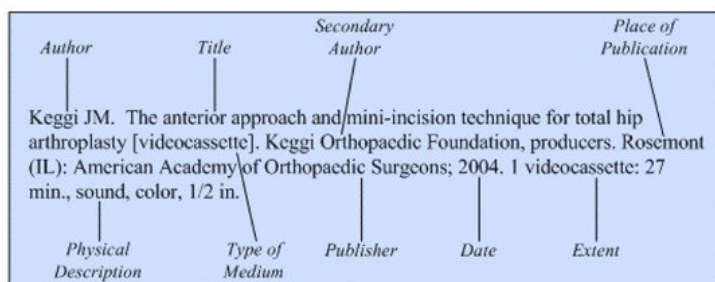 Secondary Author
Place of Publication
Author
Title
Keggi JM. The anterior approach and mini-incision technique for total hip
arthroplasty [videocassette]. Keggi Orthopaedic Foundation, producers. Rosemont
(IL): American Academy of Orthopaedic Surgeons; 2004. 1 videocassette: 27
min., sound, color, 1/2 in.
Physical Description
Type of Medium
Publisher
Date
Extent